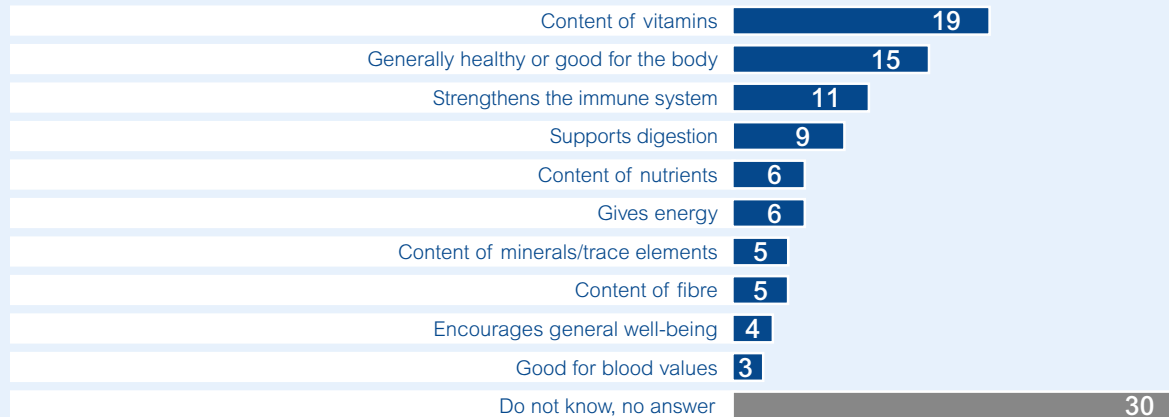 Content of vitamins 19
Generally healthy or good for the body 15
Strengthens the immune system 11
Supports digestion 9
Content of nutrients 6
Gives energy 6
Content of minerals/trace elements 5
Content of fibre 5
Encourages general well-being 4
Good for blood values 3
Do not know, no answer 30